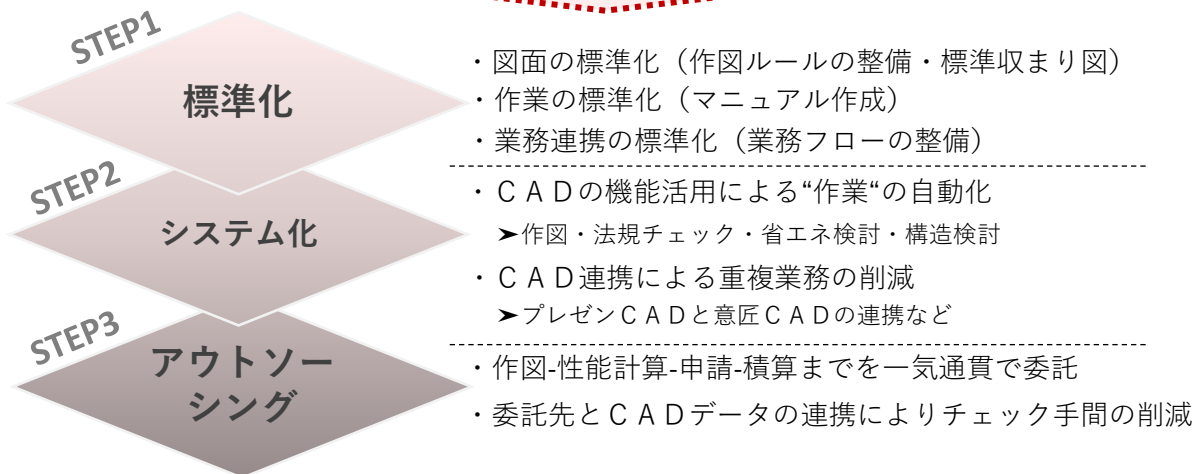 STEP1
標準化
・図面の標準化（作図ルールの整備・標準収まり図）
・作業の標準化（マニュアル作成）
・業務連携の標準化（業務フローの整備）
STEP2
システム化
・ＣＡＤの機能活用による“作業“の自動化
➤作図・法規チェック・省エネ検討・構造検討
・ＣＡＤ連携による重複業務の削減
➤プレゼンＣＡＤと意匠ＣＡＤの連携など
STEP3
アウトソー
シング
・作図-性能計算-申請-積算までを一気通貫で委託
・委託先とＣＡＤデータの連携によりチェック手間の削減